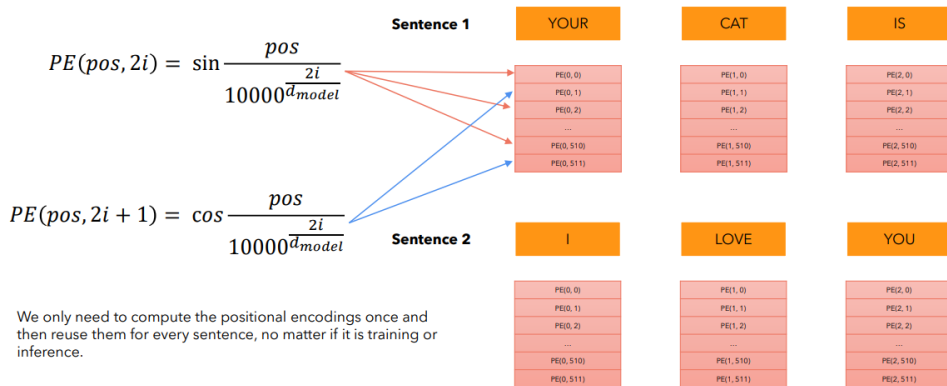 Sentence 1
YOUR CAT IS
PE(pos, 2i) = sin pos / 10000^(2i / d_model)
PE(0, 0) PE(1, 0) PE(2, 0)
PE(0, 1) PE(1, 1) PE(2, 1)
PE(0, 2) PE(1, 2) PE(2, 2)
... ... ...
PE(0, 510) PE(1, 510) PE(2, 510)
PE(0, 511) PE(1, 511) PE(2, 511)
PE(pos, 2i + 1) = cos pos / 10000^(2i / d_model)
Sentence 2
I LOVE YOU
PE(0, 0) PE(1, 0) PE(2, 0)
PE(0, 1) PE(1, 1) PE(2, 1)
PE(0, 2) PE(1, 2) PE(2, 2)
... ... ...
PE(0, 510) PE(1, 510) PE(2, 510)
PE(0, 511) PE(1, 511) PE(2, 511)
We only need to compute the positional encodings once and
then reuse them for every sentence, no matter if it is training or
inference.